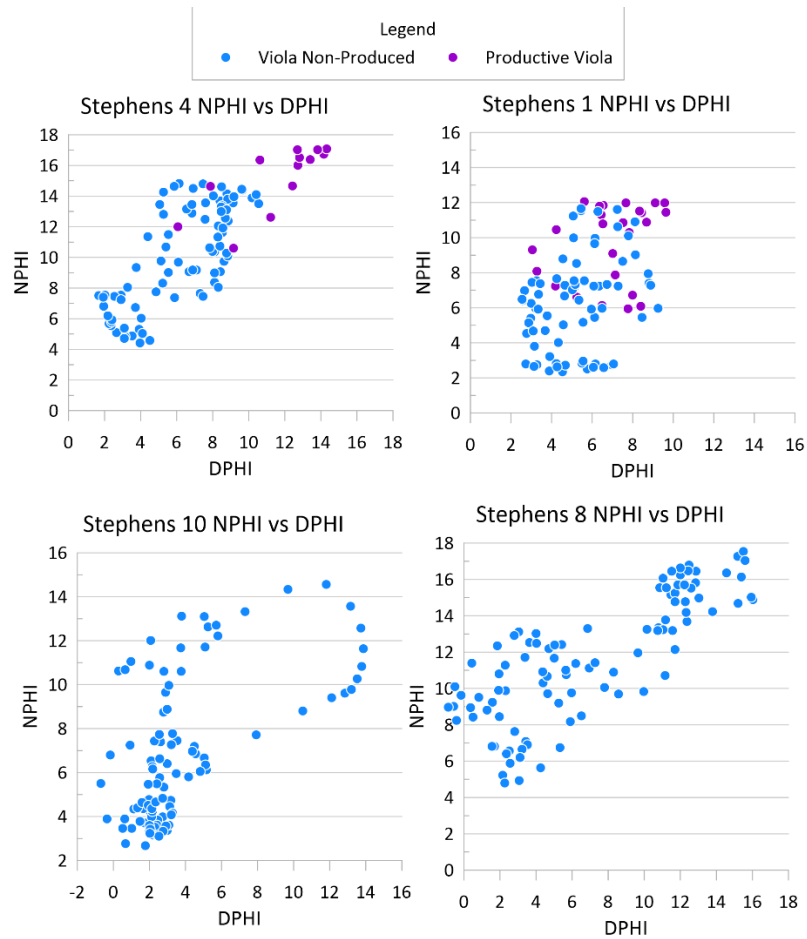 Legend
Viola Non-Produced Productive Viola
Stephens 4 NPHI vs DPHI
18
16
14
12
10
8
6
4
2
0
NPHI
0 2 4 6 8 10 12 14 16 18
DPHI
Stephens 1 NPHI vs DPHI
16
14
12
10
8
6
4
2
0
NPHI
0 2 4 6 8 10 12 14 16
DPHI
Stephens 10 NPHI vs DPHI
16
14
12
10
8
6
4
2
NPHI
-2 0 2 4 6 8 10 12 14 16
DPHI
Stephens 8 NPHI vs DPHI
18
16
14
12
10
8
6
4
2
0
NPHI
0 2 4 6 8 10 12 14 16 18
DPHI